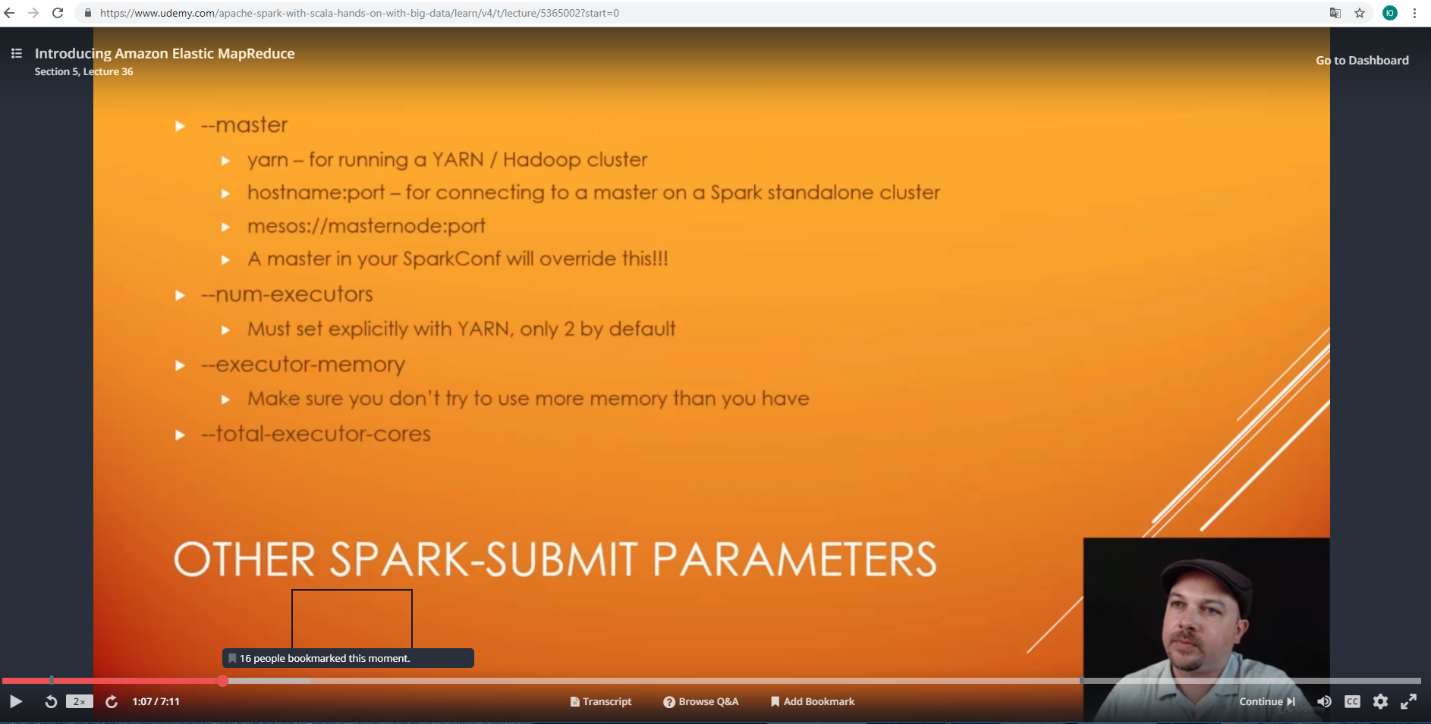 https://www.udemy.com/apache-spark-with-scala-hands-on-with-big-data/learn/v4/t/lecture/5365002?start=0
IO
Introducing Amazon Elastic MapReduce
Section 5, Lecture 36
Go to Dashboard
--master
yarn – for running a YARN / Hadoop cluster
hostname:port – for connecting to a master on a Spark standalone cluster
mesos://masternode:port
A master in your SparkConf will override this!!!
--num-executors
Must set explicitly with YARN, only 2 by default
--executor-memory
Make sure you don't try to use more memory than you have
--total-executor-cores
OTHER SPARK-SUBMIT PARAMETERS
16 people bookmarked this moment.
2x
1:07 / 7:11
Transcript
Browse Q&A
Add Bookmark
Continue
CC